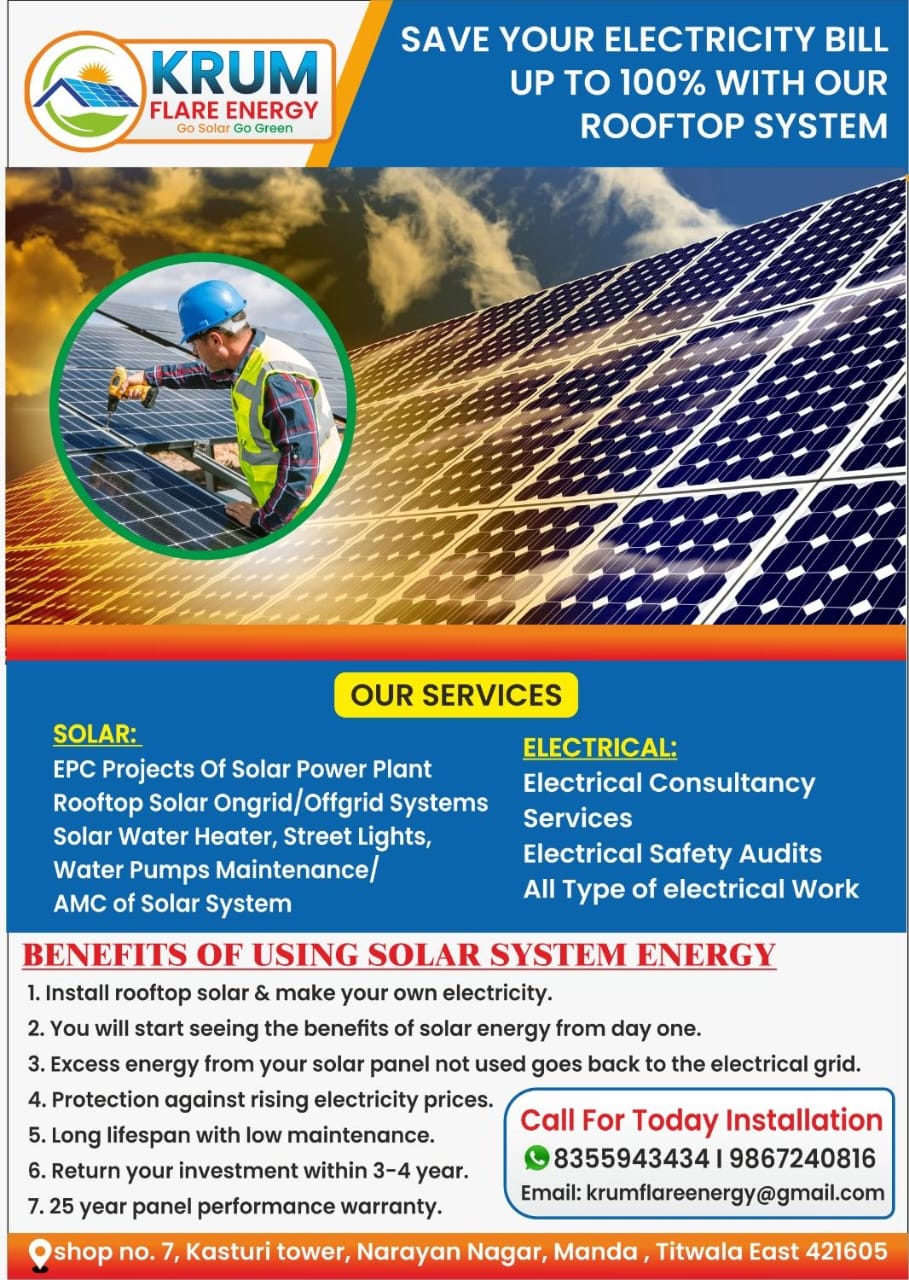 KRUM
FLARE ENERGY
Go Solar Go Green
SAVE YOUR ELECTRICITY BILL
UP TO 100% WITH OUR
ROOFTOP SYSTEM
OUR SERVICES
SOLAR:
EPC Projects Of Solar Power Plant
Rooftop Solar Ongrid/Offgrid Systems
Solar Water Heater, Street Lights,
Water Pumps Maintenance/
AMC of Solar System
ELECTRICAL:
Electrical Consultancy
Services
Electrical Safety Audits
All Type of electrical Work
BENEFITS OF USING SOLAR SYSTEM ENERGY
1. Install rooftop solar & make your own electricity.
2. You will start seeing the benefits of solar energy from day one.
3. Excess energy from your solar panel not used goes back to the electrical grid.
4. Protection against rising electricity prices.
5. Long lifespan with low maintenance.
6. Return your investment within 3-4 year.
7. 25 year panel performance warranty.
Call For Today Installation
8355943434 I 9867240816
Email: krumflareenergy@gmail.com
shop no. 7, Kasturi tower, Narayan Nagar, Manda , Titwala East 421605